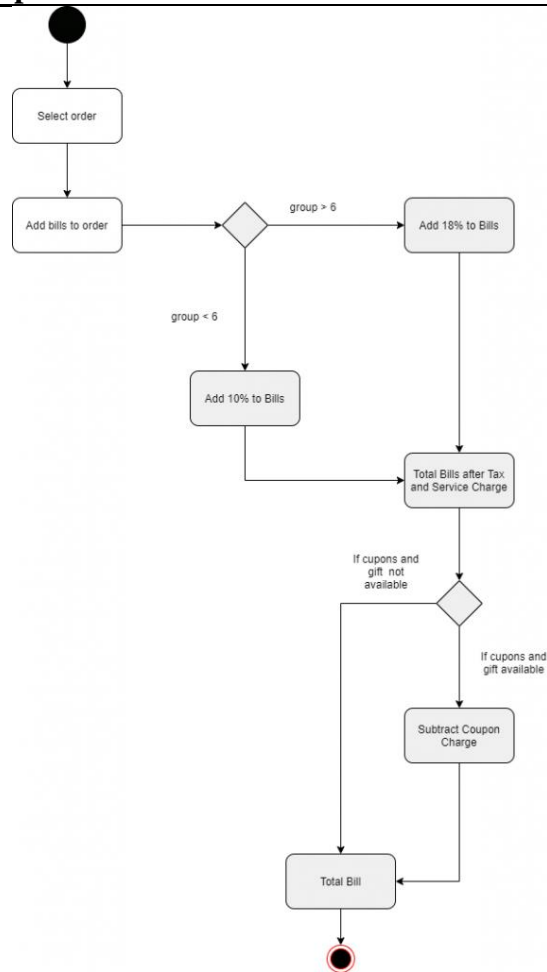 Select order
Add bills to order
group > 6
Add 18% to Bills
group < 6
Add 10% to Bills
Total Bills after Tax
and Service Charge
If cupons and
gift  not
available
If cupons and
gift available
Subtract Coupon
Charge
Total Bill